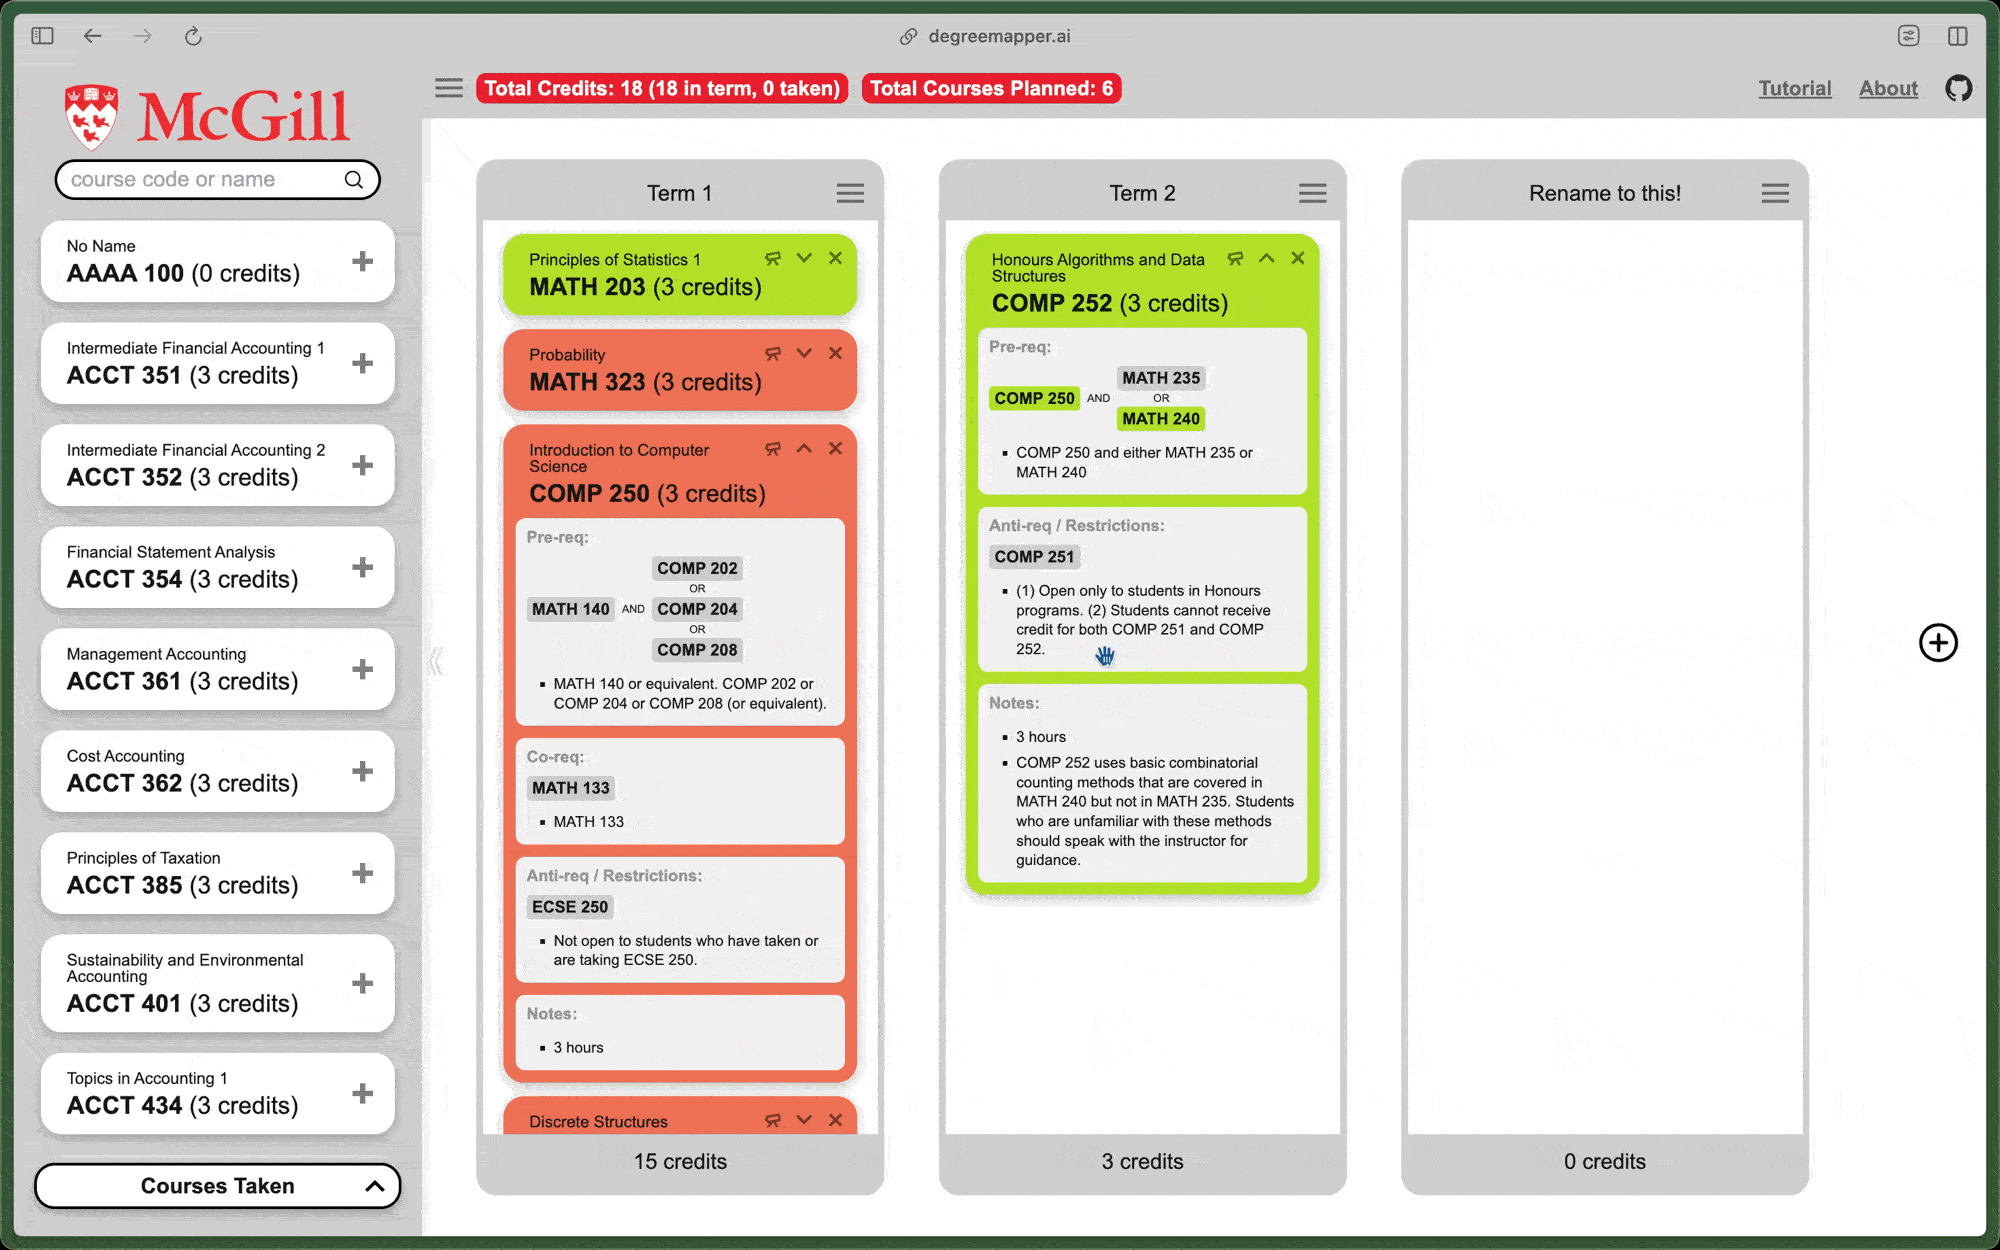 degreemapper.ai
McGill
Total Credits: 18 (18 in term, 0 taken)
Total Courses Planned: 6
Tutorial
About
course code or name
No Name
AAAA 100 (0 credits)
Intermediate Financial Accounting 1
ACCT 351 (3 credits)
Intermediate Financial Accounting 2
ACCT 352 (3 credits)
Financial Statement Analysis
ACCT 354 (3 credits)
Management Accounting
ACCT 361 (3 credits)
Cost Accounting
ACCT 362 (3 credits)
Principles of Taxation
ACCT 385 (3 credits)
Sustainability and Environmental
Accounting
ACCT 401 (3 credits)
Topics in Accounting 1
ACCT 434 (3 credits)
Courses Taken
Term 1
Principles of Statistics 1
MATH 203 (3 credits)
Probability
MATH 323 (3 credits)
Introduction to Computer
Science
COMP 250 (3 credits)
Pre-req:
COMP 202
OR
MATH 140 AND COMP 204
OR
COMP 208
▪ MATH 140 or equivalent. COMP 202 or
COMP 204 or COMP 208 (or equivalent).
Co-req:
MATH 133
▪ MATH 133
Anti-req / Restrictions:
ECSE 250
▪ Not open to students who have taken or
are taking ECSE 250.
Notes:
▪ 3 hours
Discrete Structures
15 credits
Term 2
Honours Algorithms and Data
Structures
COMP 252 (3 credits)
Pre-req:
MATH 235
COMP 250 AND OR
MATH 240
▪ COMP 250 and either MATH 235 or
MATH 240
Anti-req / Restrictions:
COMP 251
▪ (1) Open only to students in Honours
programs. (2) Students cannot receive
credit for both COMP 251 and COMP
252.
Notes:
▪ 3 hours
▪ COMP 252 uses basic combinatorial
counting methods that are covered in
MATH 240 but not in MATH 235. Students
who are unfamiliar with these methods
should speak with the instructor for
guidance.
3 credits
Rename to this!
0 credits